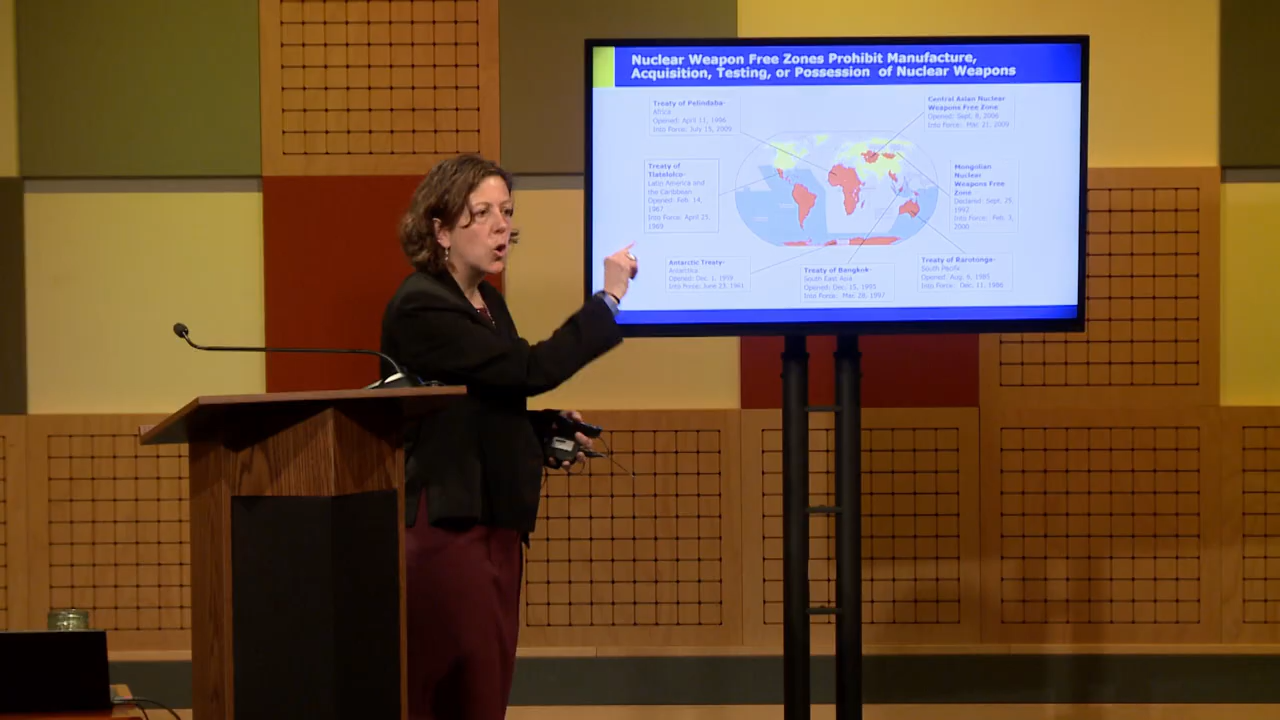 Nuclear Weapon Free Zones Prohibit Manufacture,
Acquisition, Testing, or Possession of Nuclear Weapons
Treaty of Pelindaba-
Africa
Opened: April 11, 1996
Into Force: July 15, 2009
Central Asian Nuclear
Weapons Free Zone
Opened: Sept. 8, 2006
Into Force: Mar. 21, 2009
Treaty of
Tlatelolco-
Latin America and
the Caribbean
Opened: Feb. 14,
1967
Into Force: April 25,
1969
Mongolian
Nuclear
Weapons Free
Zone
Declared: Sept. 25
1992
Into Force: Feb. 3,
2000
Antarctic Treaty-
Antarctica
Opened: Dec. 1, 1959
Into Force: June 23, 1961
Treaty of Bangkok-
South East Asia
Opened: Dec. 15, 1995
Into Force: Mar. 28, 1997
Treaty of Rarotonga-
South Pacific
Opened: Aug. 6, 1985
Into Force: Dec. 11, 1986